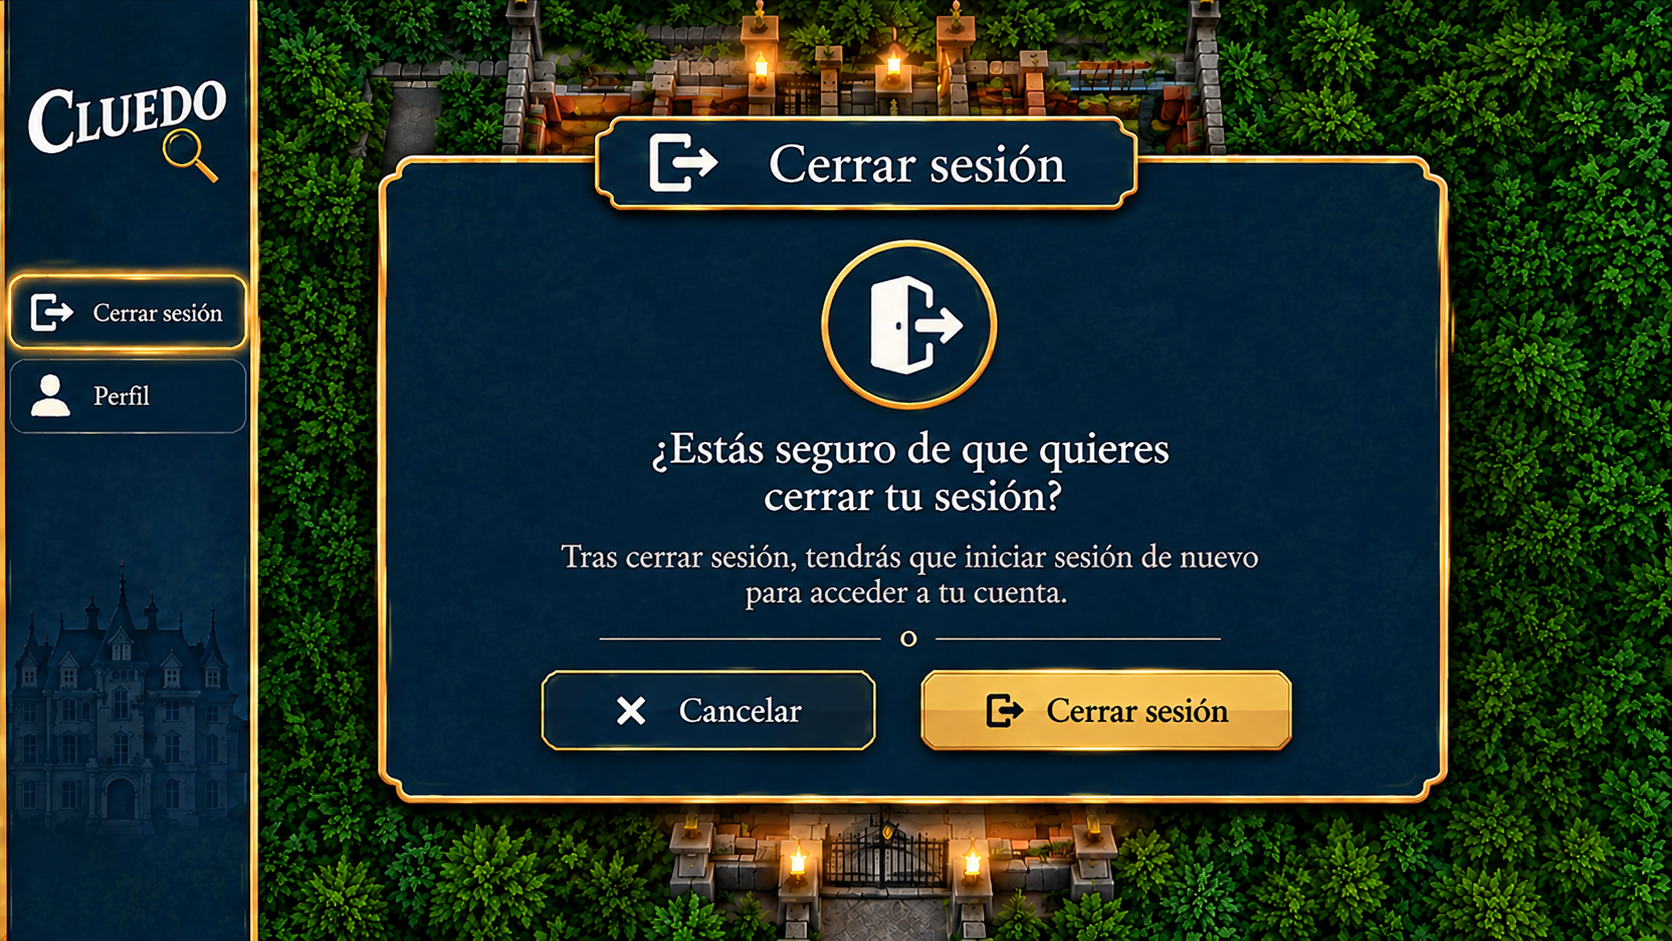 CLUEDO
Cerrar sesión
Perfil
Cerrar sesión
¿Estás seguro de que quieres
cerrar tu sesión?
Tras cerrar sesión, tendrás que iniciar sesión de nuevo
para acceder a tu cuenta.
o
Cancelar
Cerrar sesión